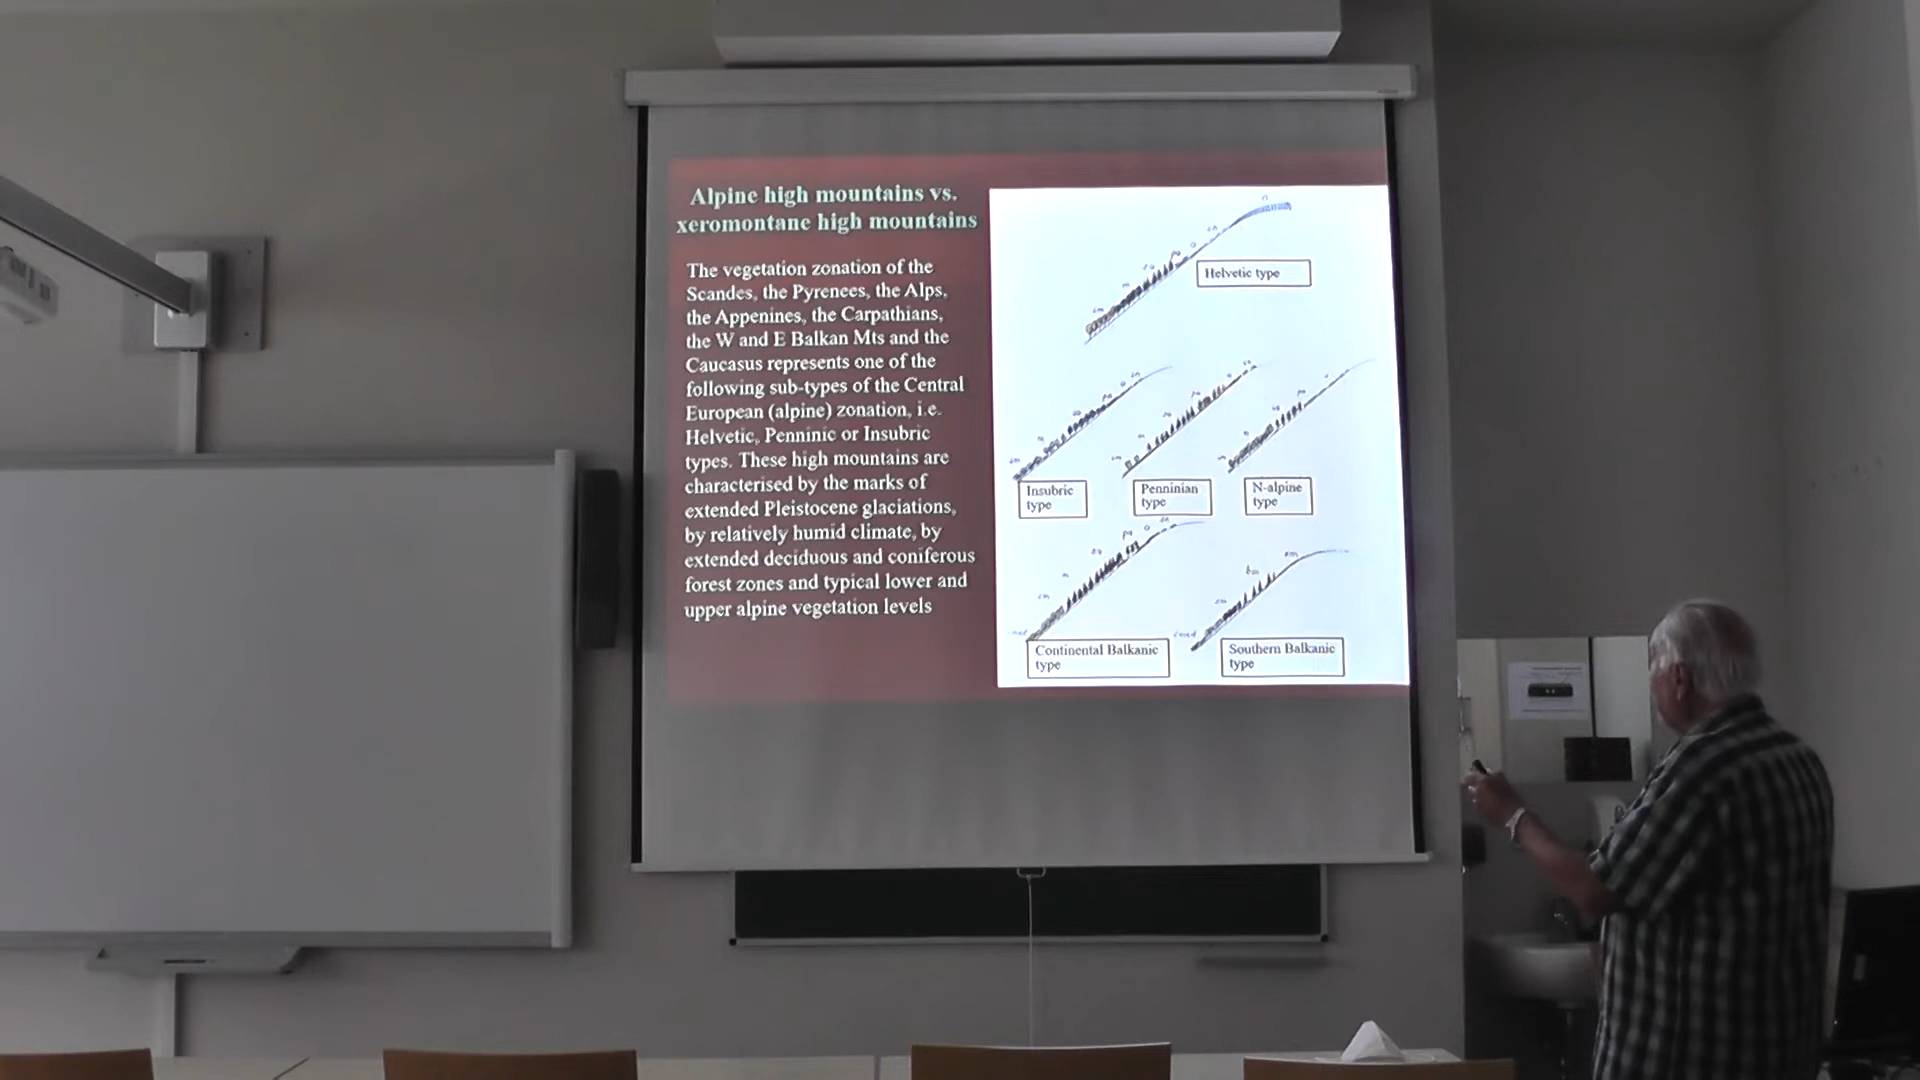 Alpine high mountains vs.
xeromontane high mountains
The vegetation zonation of the
Scandes, the Pyrenees, the Alps,
the Appenines, the Carpathians,
the W and E Balkan Mts and the
Caucasus represents one of the
following sub-types of the Central
European (alpine) zonation, i.e.
Helvetic, Penninic or Insubric
types. These high mountains are
characterised by the marks of
extended Pleistocene glaciations,
by relatively humid climate, by
extended deciduous and coniferous
forest zones and typical lower and
upper alpine vegetation levels
Helvetic type
Insubric
type
Penninian
type
N-alpine
type
Continental Balkanic
type
Southern Balkanic
type